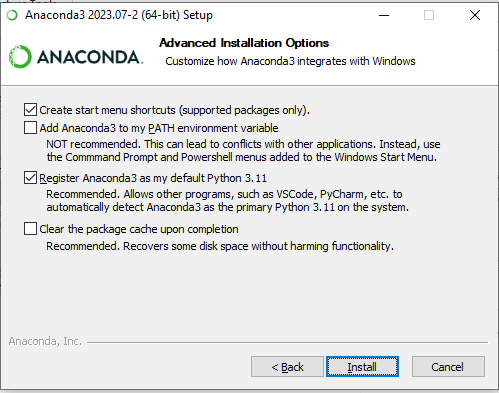 Anaconda3 2023.07-2 (64-bit) Setup
Advanced Installation Options
Customize how Anaconda3 integrates with Windows
ANACONDA.
Create start menu shortcuts (supported packages only).
Add Anaconda3 to my PATH environment variable
NOT recommended. This can lead to conflicts with other applications. Instead, use
the Commmand Prompt and Powershell menus added to the Windows Start Menu.
Register Anaconda3 as my default Python 3.11
Recommended. Allows other programs, such as VSCode, PyCharm, etc. to
automatically detect Anaconda3 as the primary Python 3.11 on the system.
Clear the package cache upon completion
Recommended. Recovers some disk space without harming functionality.
Anaconda, Inc.
< Back
Install
Cancel